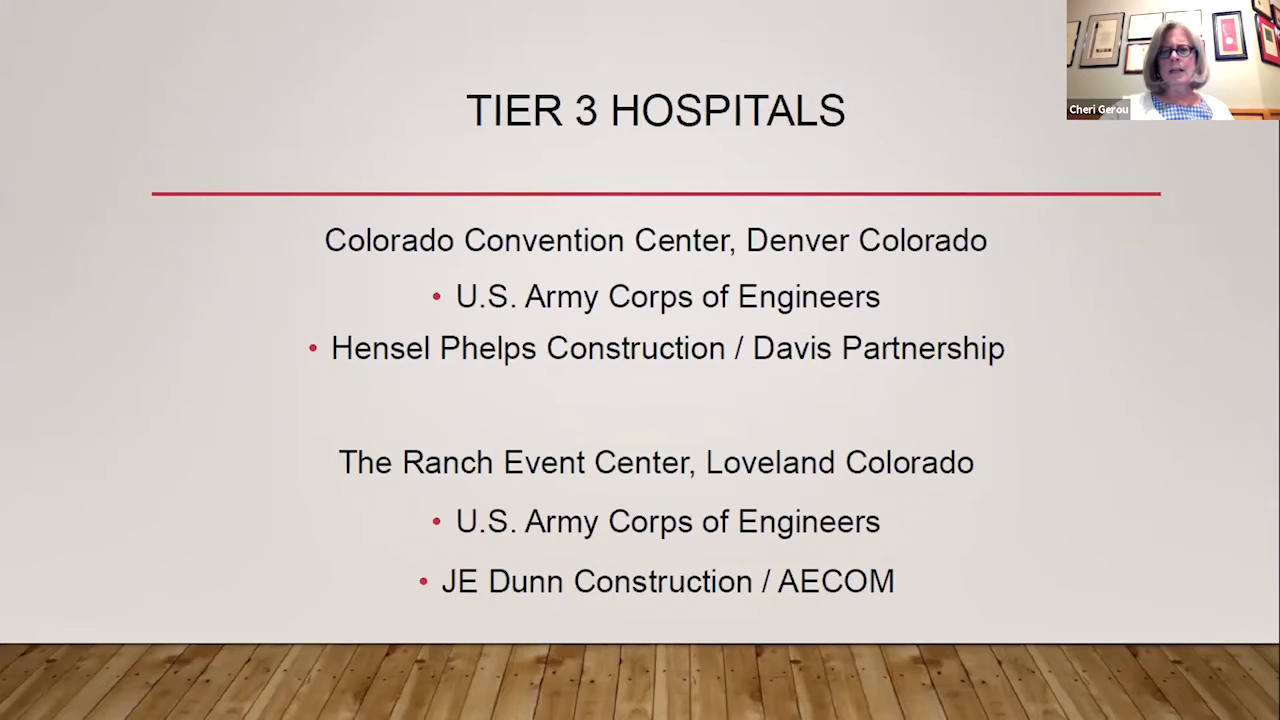 TIER 3 HOSPITALS
Cheri Gerou
Colorado Convention Center, Denver Colorado
• U.S. Army Corps of Engineers
• Hensel Phelps Construction / Davis Partnership
The Ranch Event Center, Loveland Colorado
• U.S. Army Corps of Engineers
• JE Dunn Construction / AECOM